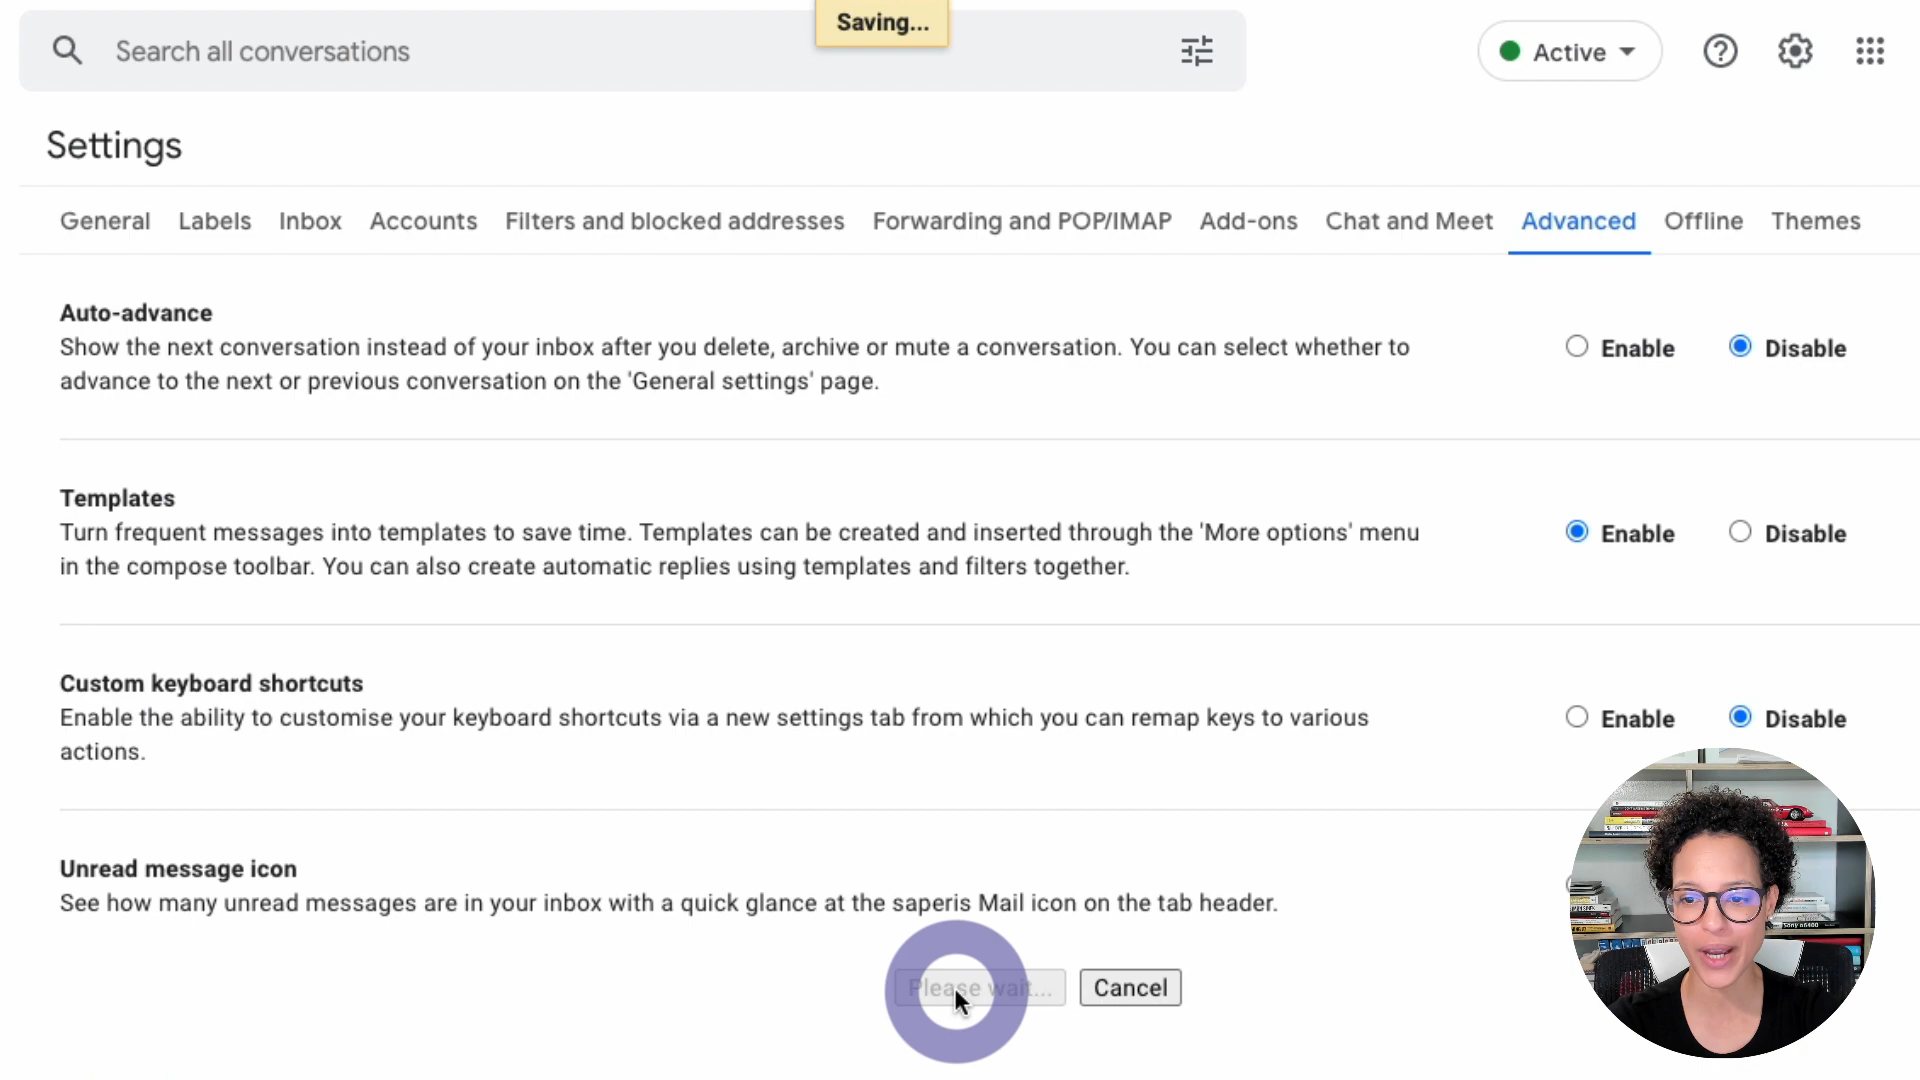 Saving...
Search all conversations
Active
Settings
General Labels Inbox Accounts Filters and blocked addresses Forwarding and POP/IMAP Add-ons Chat and Meet Advanced Offline Themes
Auto-advance
Show the next conversation instead of your inbox after you delete, archive or mute a conversation. You can select whether to
advance to the next or previous conversation on the 'General settings' page.
Enable Disable
Templates
Turn frequent messages into templates to save time. Templates can be created and inserted through the 'More options' menu
in the compose toolbar. You can also create automatic replies using templates and filters together.
Enable Disable
Custom keyboard shortcuts
Enable the ability to customise your keyboard shortcuts via a new settings tab from which you can remap keys to various
actions.
Enable Disable
Unread message icon
See how many unread messages are in your inbox with a quick glance at the saperis Mail icon on the tab header.
Please wait...
Cancel
Sony a6400